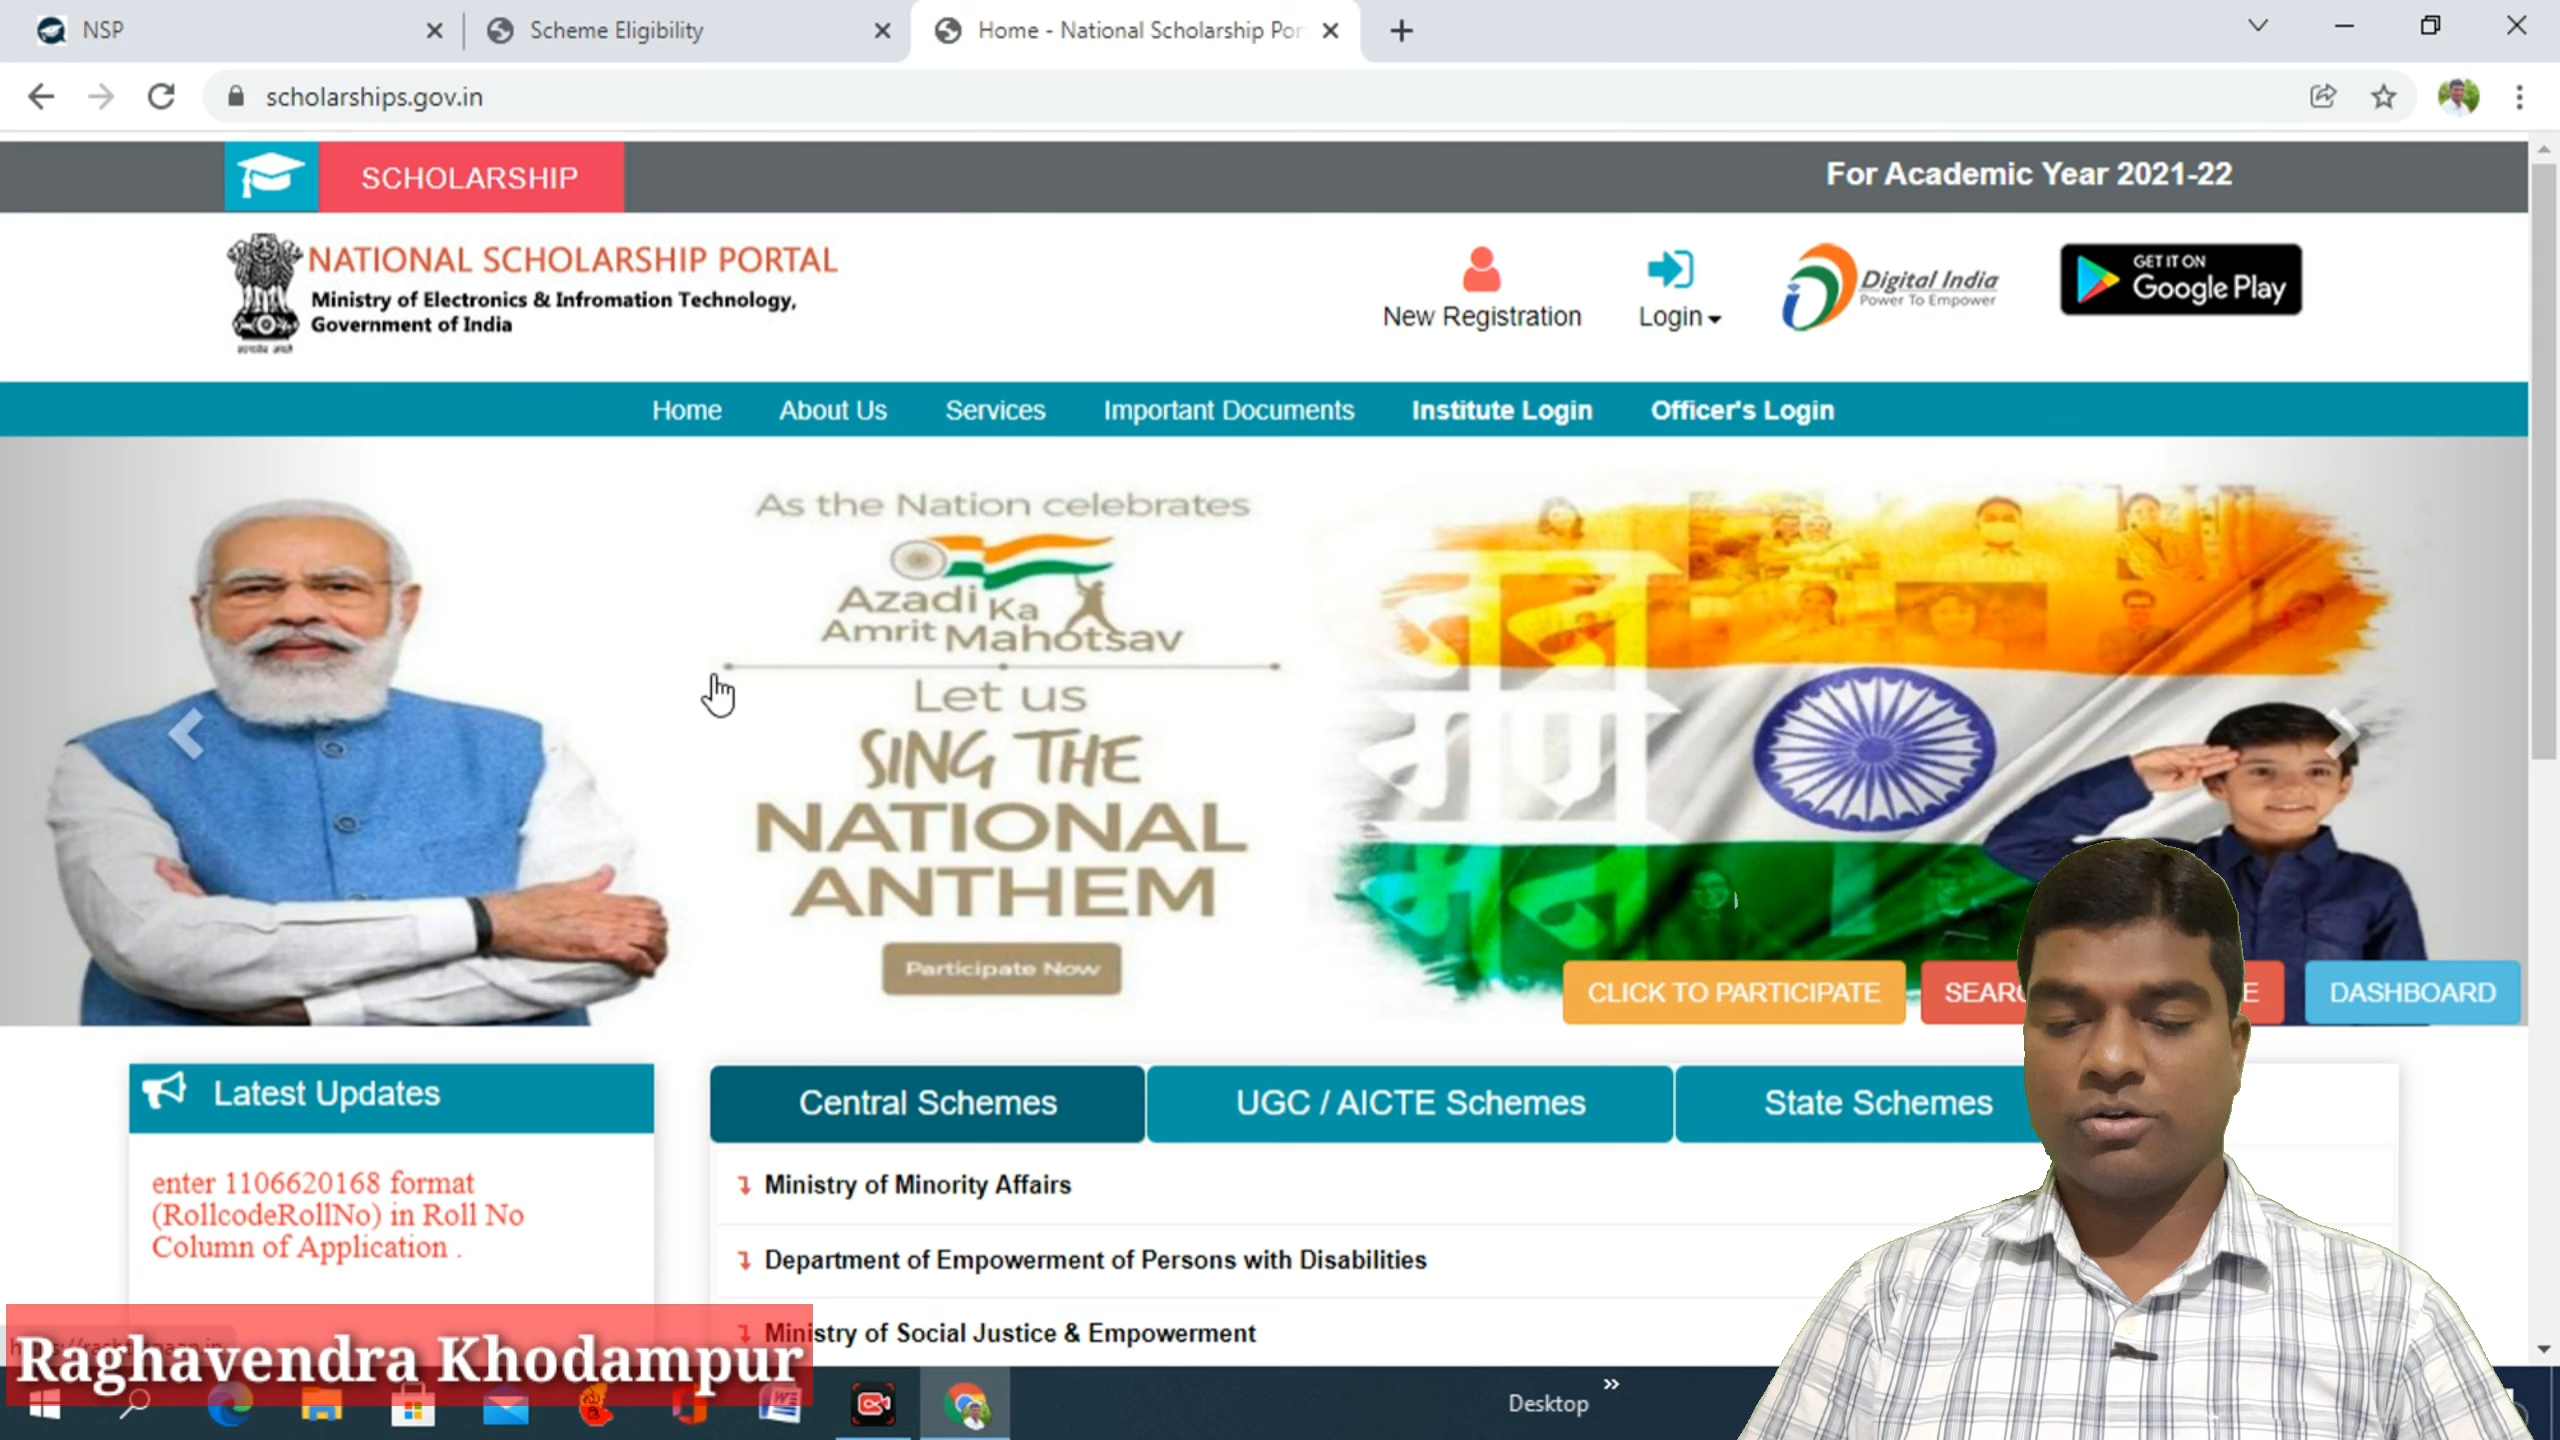 NSP
Scheme Eligibility
Home - National Scholarship Por
scholarships.gov.in
SCHOLARSHIP
For Academic Year 2021-22
NATIONAL SCHOLARSHIP PORTAL
Ministry of Electronics & Infromation Technology,
Government of India
New Registration
Login
Digital India
Power To Empower
GET IT ON
Google Play
Home
About Us
Services
Important Documents
Institute Login
Officer's Login
As the Nation celebrates
Azadi Ka
Amrit Mahotsav
Let us
SING THE
NATIONAL
ANTHEM
Participate Now
जन
गण
मन
CLICK TO PARTICIPATE
DASHBOARD
Latest Updates
enter 1106620168 format
(RollcodeRollNo) in Roll No
Column of Application .
Central Schemes
UGC / AICTE Schemes
State Schemes
Ministry of Minority Affairs
Department of Empowerment of Persons with Disabilities
Ministry of Social Justice & Empowerment
Raghavendra Khodampur
Desktop